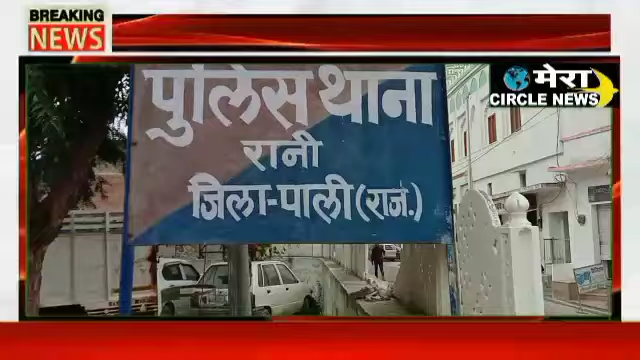 BREAKING
NEWS
मेरा
CIRCLE NEWS
पुलिस थाना
रानी
जिला-पाली(राज.)